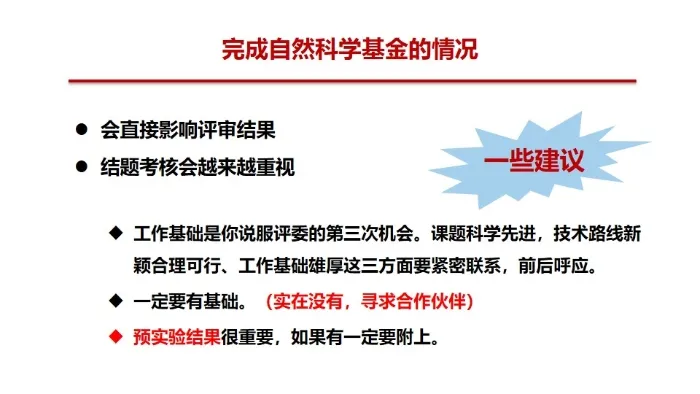 完成自然科学基金的情况
● 会直接影响评审结果
● 结题考核会越来越重视
一些建议
◆ 工作基础是你说服评委的第三次机会。课题科学先进，技术路线新
颖合理可行、工作基础雄厚这三方面要紧密联系，前后呼应。
◆ 一定要有基础。（实在没有，寻求合作伙伴）
◆ 预实验结果很重要，如果有一定要附上。